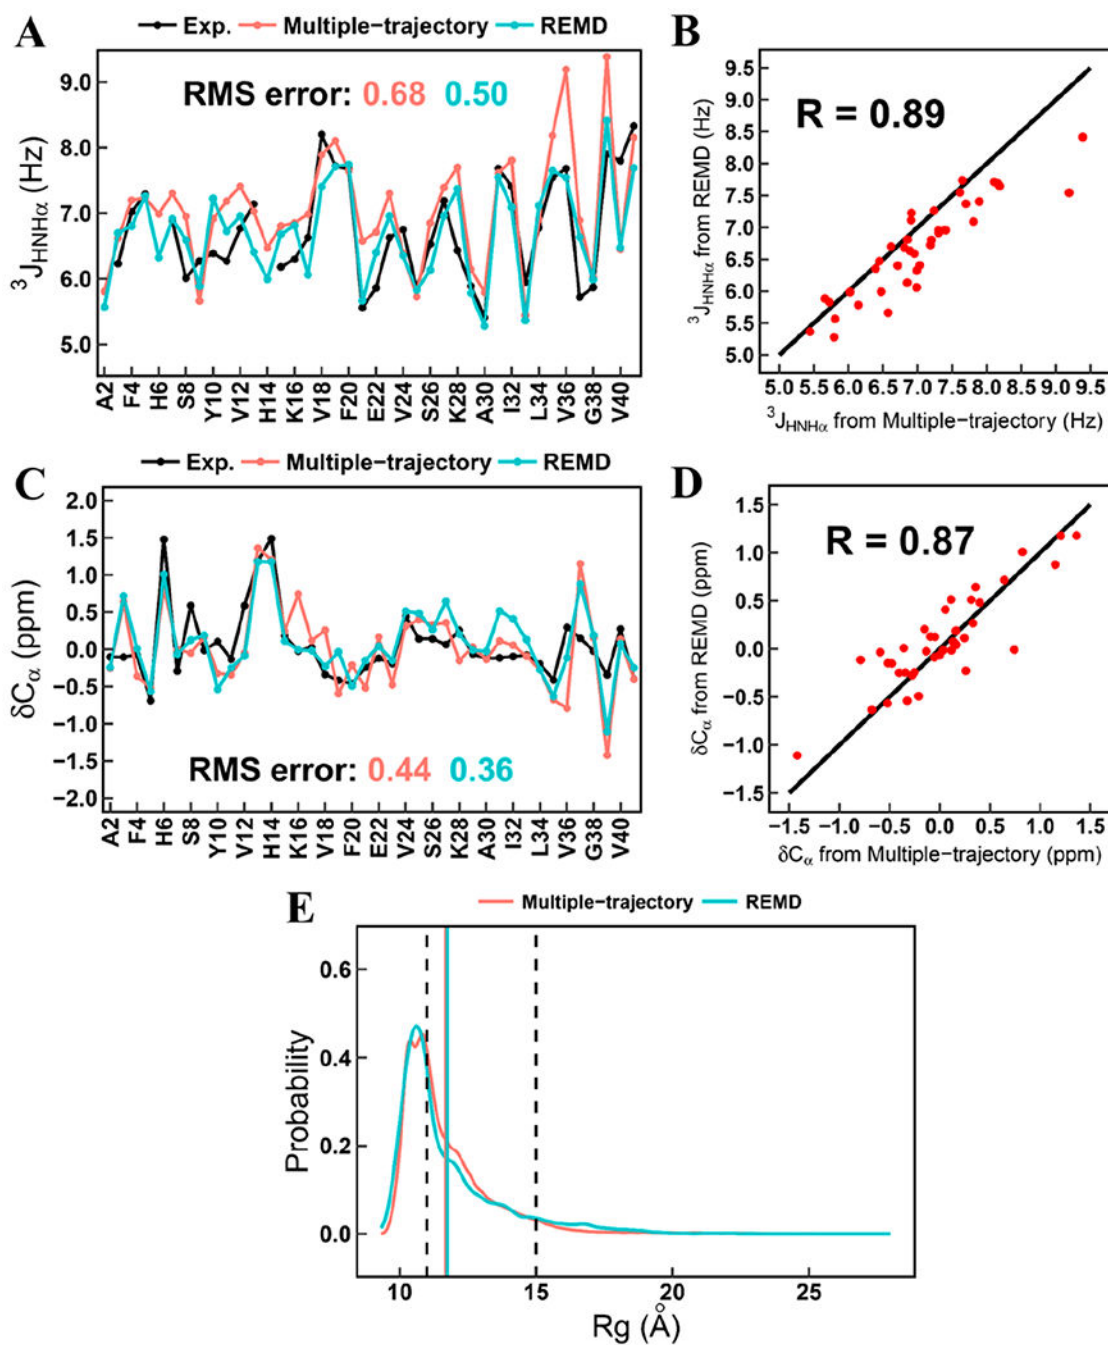 A
Exp. Multiple-trajectory REMD
RMS error: 0.68 0.50
³J_HNHα (Hz)
9.0
8.0
7.0
6.0
5.0
A2 F4 H6 S8 Y10 V12 H14 K16 V18 F20 E22 V24 S26 K28 A30 I32 L34 V36 G38 V40
B
R = 0.89
³J_HNHα from REMD (Hz)
9.5
9.0
8.5
8.0
7.5
7.0
6.5
6.0
5.5
5.0
5.0 5.5 6.0 6.5 7.0 7.5 8.0 8.5 9.0 9.5
³J_HNHα from Multiple-trajectory (Hz)
C
Exp. Multiple-trajectory REMD
δCα (ppm)
2.0
1.5
1.0
0.5
0.0
−0.5
−1.0
−1.5
−2.0
RMS error: 0.44 0.36
A2 F4 H6 S8 Y10 V12 H14 K16 V18 F20 E22 V24 S26 K28 A30 I32 L34 V36 G38 V40
D
R = 0.87
δCα from REMD (ppm)
1.5
1.0
0.5
0.0
−0.5
−1.0
−1.5
−1.5 −1.0 −0.5 0.0 0.5 1.0 1.5
δCα from Multiple-trajectory (ppm)
E
Multiple-trajectory REMD
Probability
0.6
0.4
0.2
0.0
10 15 20 25
Rg (Å)